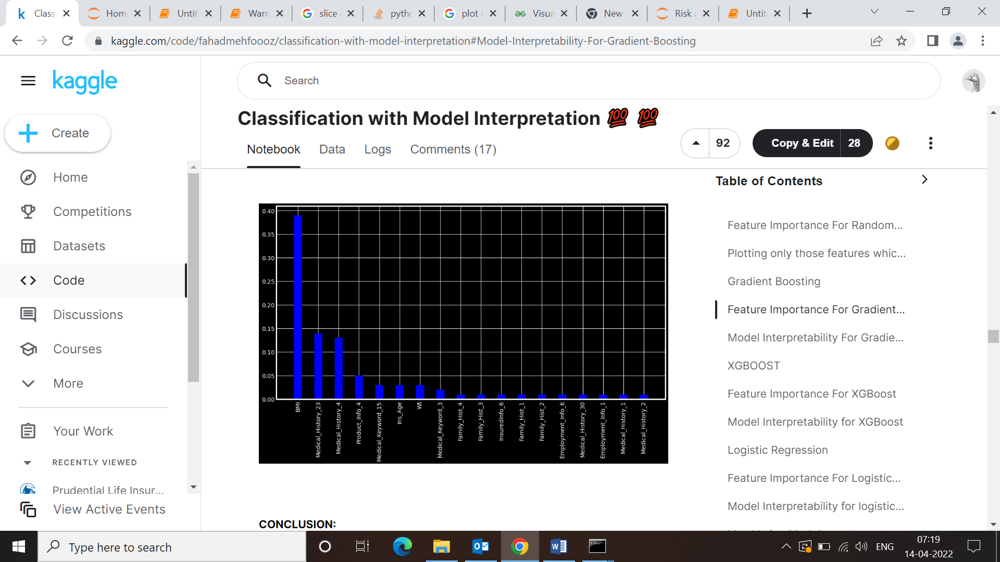 Class
Hom
Untit
Warr
slice
pytho
plot r
Visua
New
Risk A
Untit
kaggle.com/code/fahadmehfoooz/classification-with-model-interpretation#Model-Interpretability-For-Gradient-Boosting
kaggle
Search
Classification with Model Interpretation 💯 💯
Create
Notebook
Data
Logs
Comments (17)
92
Copy & Edit
28
Home
Competitions
Datasets
Code
Discussions
Courses
More
Your Work
RECENTLY VIEWED
Prudential Life Insur...
View Active Events
0.40
0.35
0.30
0.25
0.20
0.15
0.10
0.05
0.00
BMI
Medical_History_23
Medical_History_4
Product_Info_4
Medical_Keyword_15
Ins_Age
Wt
Medical_Keyword_3
Family_Hist_4
Family_Hist_3
InsuredInfo_6
Family_Hist_1
Family_Hist_2
Employment_Info_6
Medical_History_30
Employment_Info_1
Medical_History_1
Medical_History_2
CONCLUSION:
Table of Contents
Feature Importance For Random...
Plotting only those features whic...
Gradient Boosting
Feature Importance For Gradient...
Model Interpretability For Gradie...
XGBOOST
Feature Importance For XGBoost
Model Interpretability for XGBoost
Logistic Regression
Feature Importance For Logistic...
Model Interpretability for logistic...
Type here to search
ENG
07:19
14-04-2022